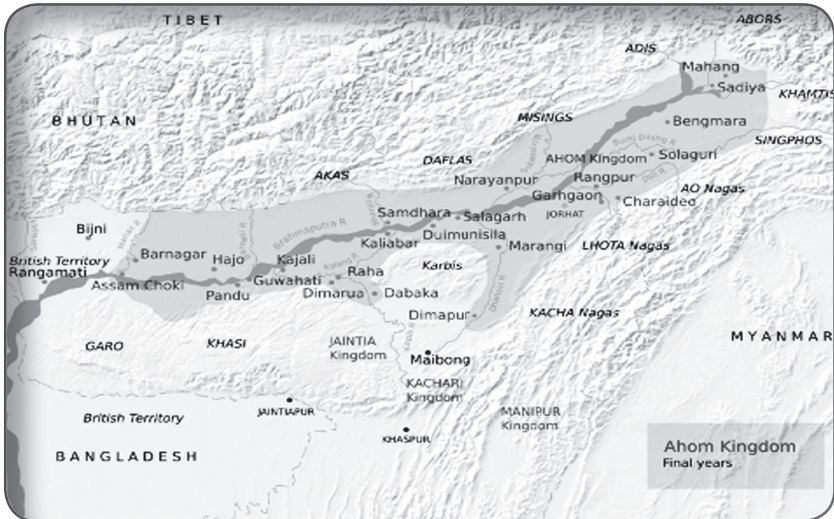 TIBET
ABORS
ADIS
Mahang
Sadiya
KHAMTIS
BHUTAN
MISINGS
Bengmara
SINGPHOS
DAFLAS
AHOM Kingdom
Solaguri
AKAS
Narayanpur
Rangpur
AO Nagas
Garhgaon
Charaideo
Samdhara
Salagarh
JORHAT
Bijni
Brahmaputra R
Duimunisila
Kaliabar
Marangi
LHOTA Nagas
Barnagar
Hajo
Kajali
British Territory
Rangamati
Raha
Karbis
Assam Choki
Guwahati
Pandu
Dimarua
Dabaka
Dimapur
KACHA Nagas
GARO
KHASI
JAINTIA
Kingdom
Maibong
MYANMAR
KACHARI
Kingdom
JAINTIAPUR
British Territory
MANIPUR
Kingdom
KHASPUR
BANGLADESH
Ahom Kingdom
Final years